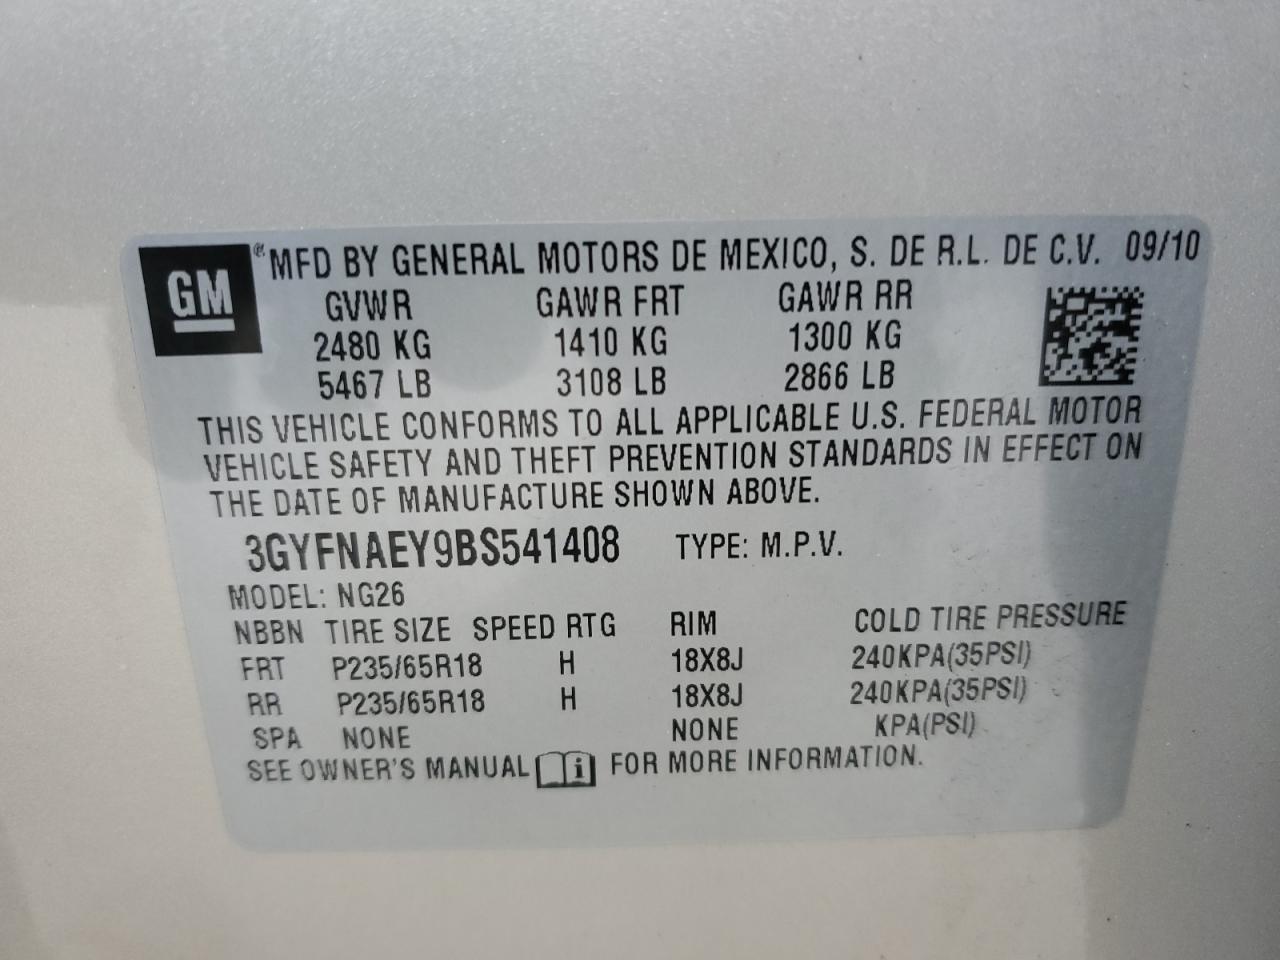 GM ® MFD BY GENERAL MOTORS DE MEXICO, S. DE R.L. DE C.V. 09/10
GVWR GAWR FRT GAWR RR
2480 KG 1410 KG 1300 KG
5467 LB 3108 LB 2866 LB
THIS VEHICLE CONFORMS TO ALL APPLICABLE U.S. FEDERAL MOTOR
VEHICLE SAFETY AND THEFT PREVENTION STANDARDS IN EFFECT ON
THE DATE OF MANUFACTURE SHOWN ABOVE.
3GYFNAEY9BS541408 TYPE: M.P.V.
MODEL: NG26
NBBN TIRE SIZE SPEED RTG RIM COLD TIRE PRESSURE
FRT P235/65R18 H 18X8J 240KPA(35PSI)
RR P235/65R18 H 18X8J 240KPA(35PSI)
SPA NONE NONE KPA(PSI)
SEE OWNER'S MANUAL i FOR MORE INFORMATION.